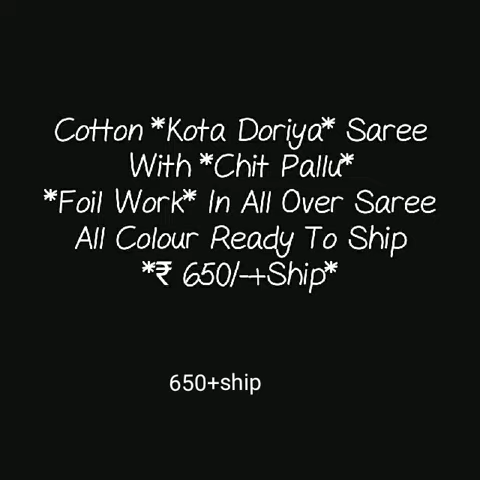 Cotton *Kota Doriya* Saree
With *Chit Pallu*
*Foil Work* In All Over Saree
All Colour Ready To Ship
*₹ 650/-+Ship*
650+ship